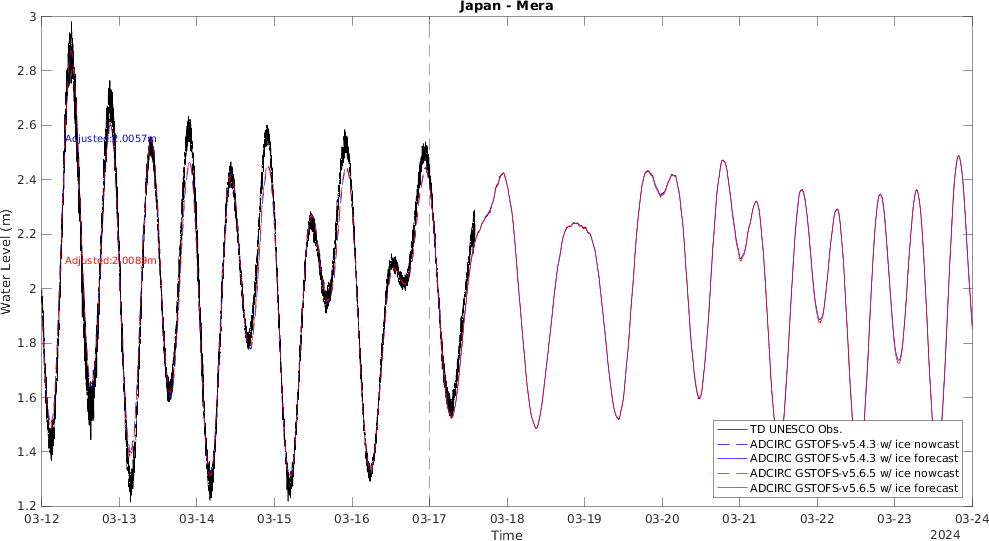 Japan - Mera
3
2.8
2.6
2.4
2.2
2
1.8
1.6
1.4
1.2
Water Level (m)
Adjusted:2.0057m
Adjusted:2.0089m
TD UNESCO Obs.
ADCIRC GSTOFS-v5.4.3 w/ ice nowcast
ADCIRC GSTOFS-v5.4.3 w/ ice forecast
ADCIRC GSTOFS-v5.6.5 w/ ice nowcast
ADCIRC GSTOFS-v5.6.5 w/ ice forecast
03-12 03-13 03-14 03-15 03-16 03-17 03-18 03-19 03-20 03-21 03-22 03-23 03-24
Time
2024